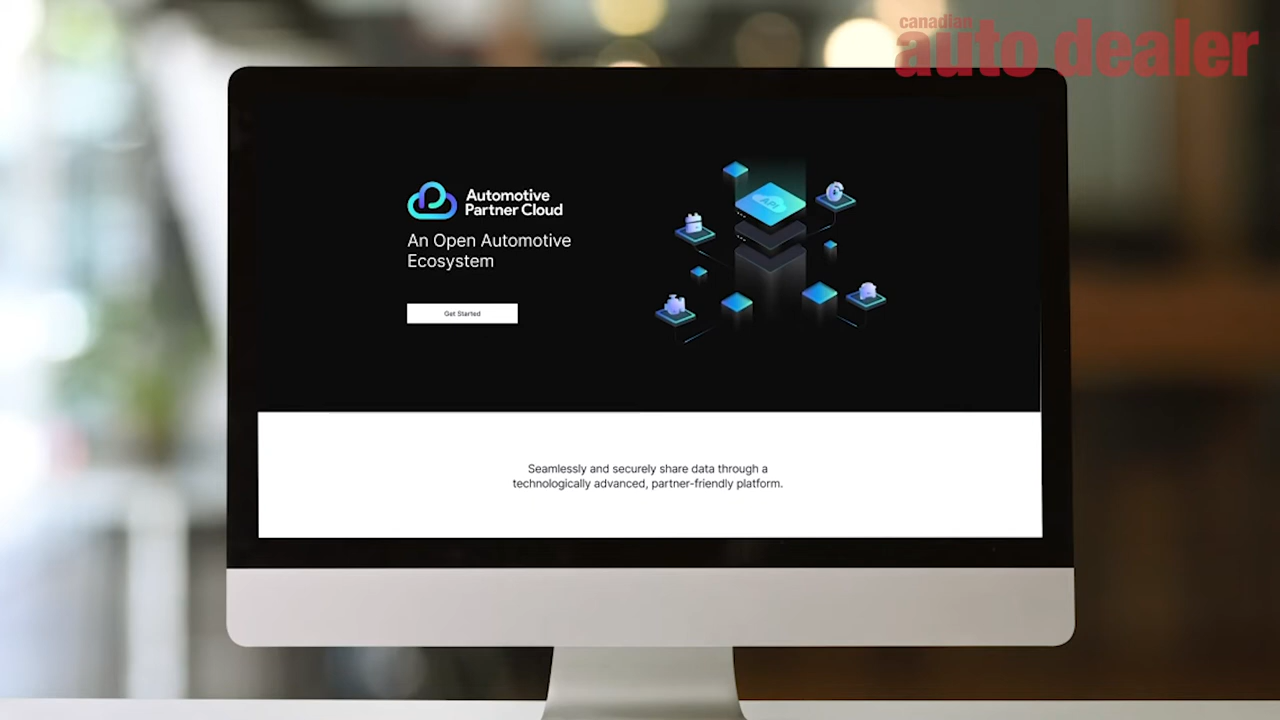 canadian
auto dealer
Automotive
Partner Cloud
An Open Automotive
Ecosystem
Get Started
API
Seamlessly and securely share data through a
technologically advanced, partner-friendly platform.